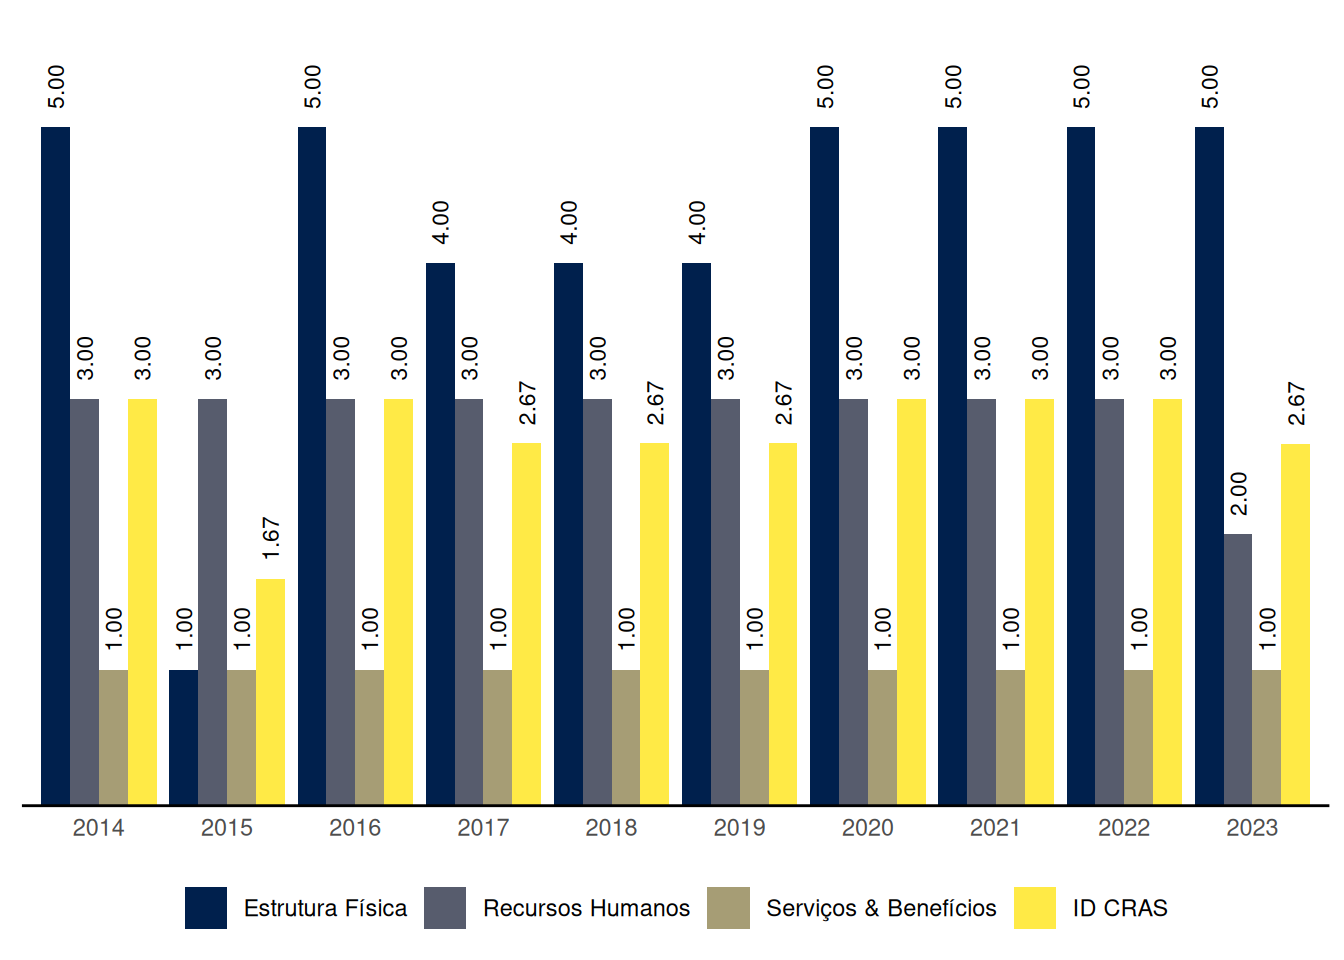 5.00 5.00 5.00 5.00 5.00 5.00
4.00 4.00 4.00
3.00 3.00 3.00 3.00 3.00 3.00 3.00 3.00 3.00 3.00 3.00 3.00 3.00 3.00
2.67 2.67 2.67 2.67
2.00
1.67
1.00 1.00 1.00 1.00 1.00 1.00 1.00 1.00 1.00 1.00 1.00
2014 2015 2016 2017 2018 2019 2020 2021 2022 2023
Estrutura Física Recursos Humanos Serviços & Benefícios ID CRAS